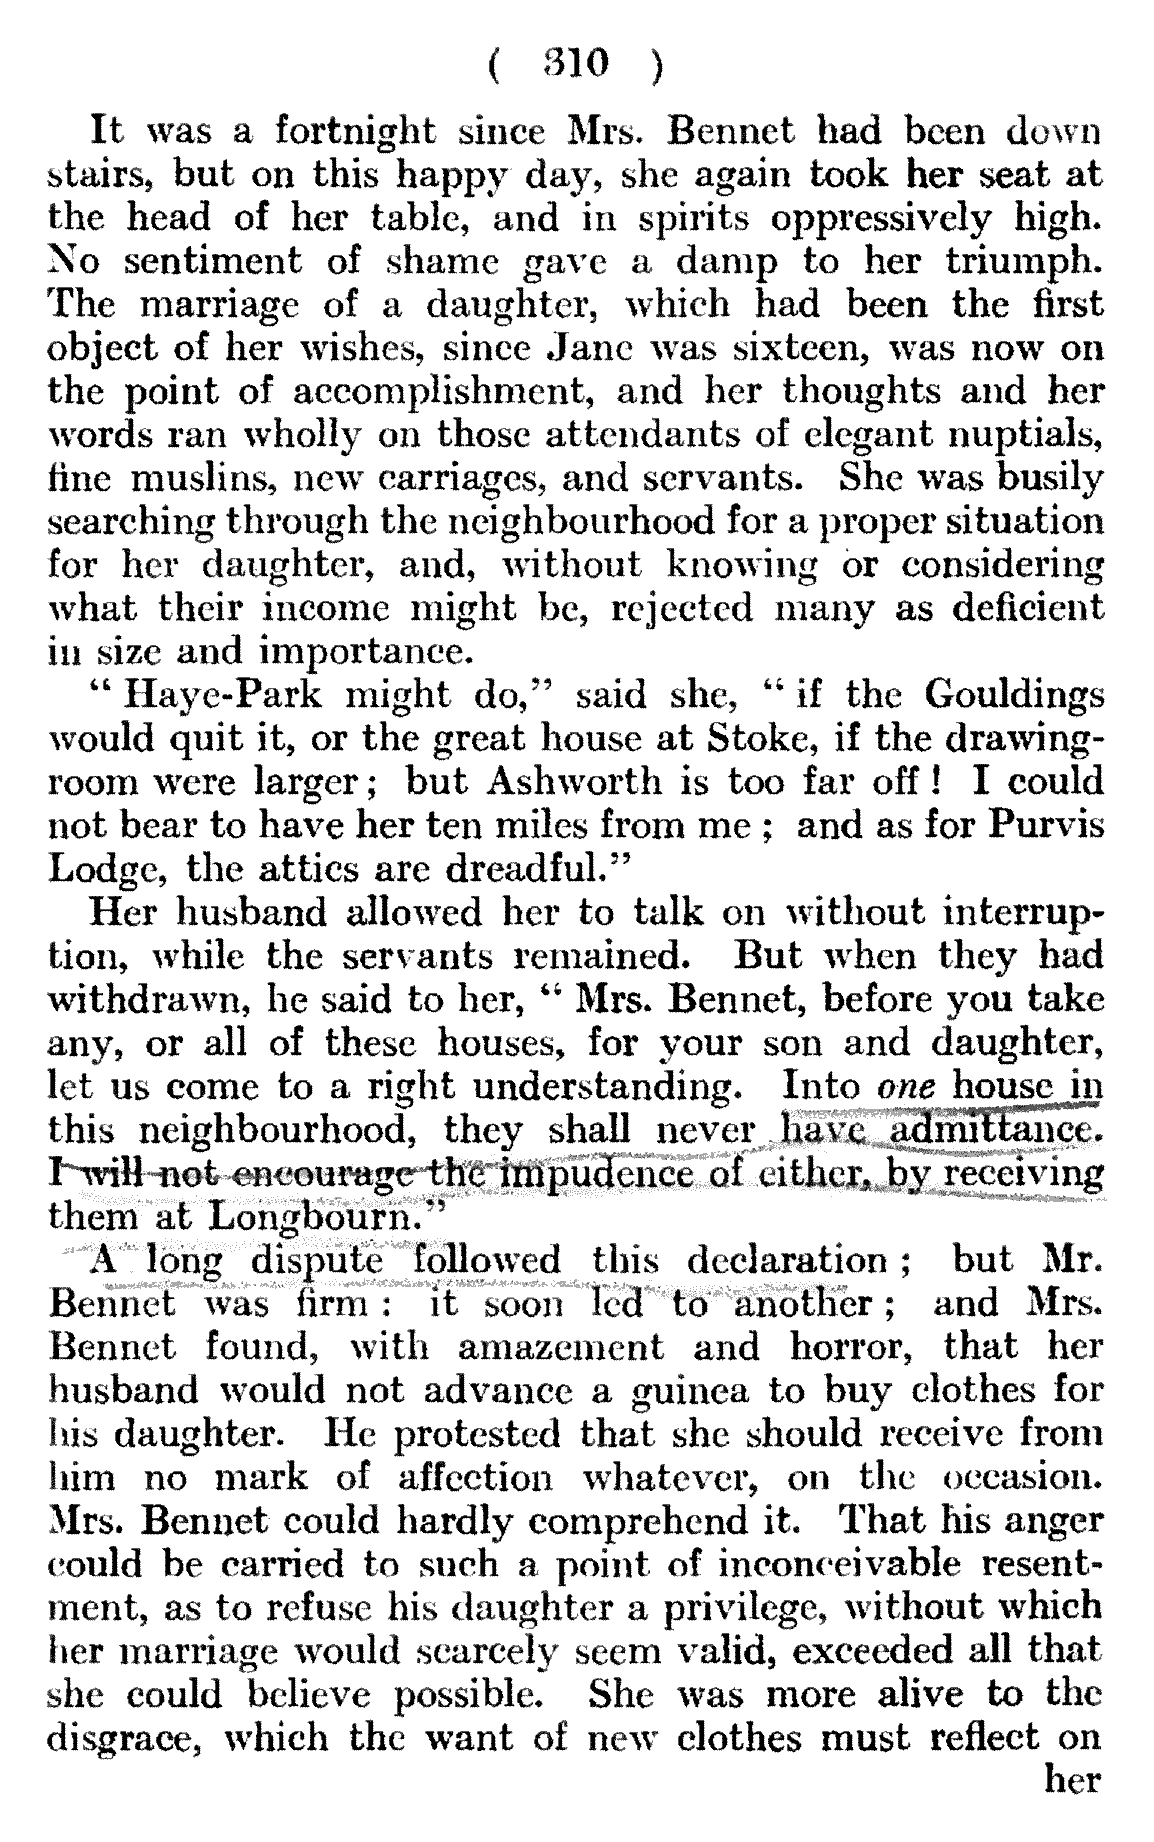 ( 310 )
It was a fortnight since Mrs. Bennet had been down
stairs, but on this happy day, she again took her seat at
the head of her table, and in spirits oppressively high.
No sentiment of shame gave a damp to her triumph.
The marriage of a daughter, which had been the first
object of her wishes, since Jane was sixteen, was now on
the point of accomplishment, and her thoughts and her
words ran wholly on those attendants of elegant nuptials,
fine muslins, new carriages, and servants. She was busily
searching through the neighbourhood for a proper situation
for her daughter, and, without knowing or considering
what their income might be, rejected many as deficient
in size and importance.
“ Haye-Park might do,” said she, “ if the Gouldings
would quit it, or the great house at Stoke, if the drawing-
room were larger ; but Ashworth is too far off ! I could
not bear to have her ten miles from me ; and as for Purvis
Lodge, the attics are dreadful.”
Her husband allowed her to talk on without interrup-
tion, while the servants remained. But when they had
withdrawn, he said to her, “ Mrs. Bennet, before you take
any, or all of these houses, for your son and daughter,
let us come to a right understanding. Into one house in
this neighbourhood, they shall never have admittance.
I will not encourage the impudence of either, by receiving
them at Longbourn.”
A long dispute followed this declaration ; but Mr.
Bennet was firm : it soon led to another ; and Mrs.
Bennet found, with amazement and horror, that her
husband would not advance a guinea to buy clothes for
his daughter. He protested that she should receive from
him no mark of affection whatever, on the occasion.
Mrs. Bennet could hardly comprehend it. That his anger
could be carried to such a point of inconceivable resent-
ment, as to refuse his daughter a privilege, without which
her marriage would scarcely seem valid, exceeded all that
she could believe possible. She was more alive to the
disgrace, which the want of new clothes must reflect on
her